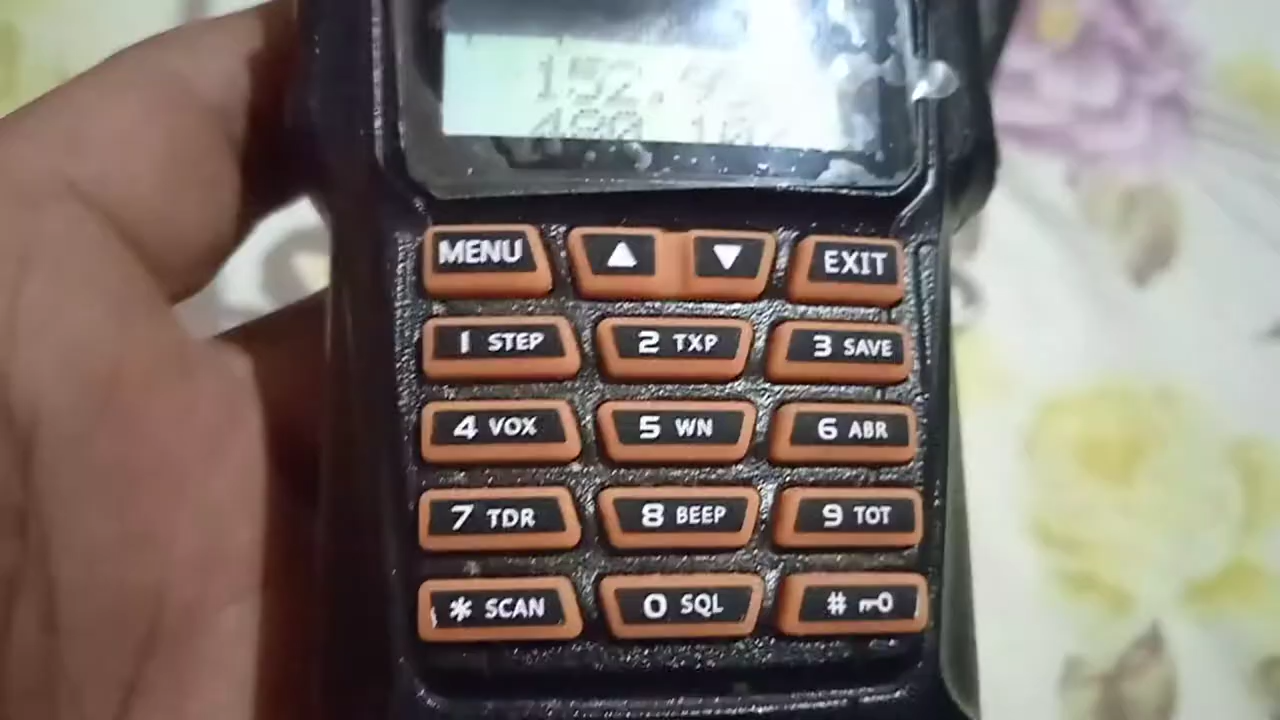 152.
MENU ▲ ▼ EXIT
1 STEP 2 TXP 3 SAVE
4 VOX 5 WN 6 ABR
7 TDR 8 BEEP 9 TOT
* SCAN 0 SQL #